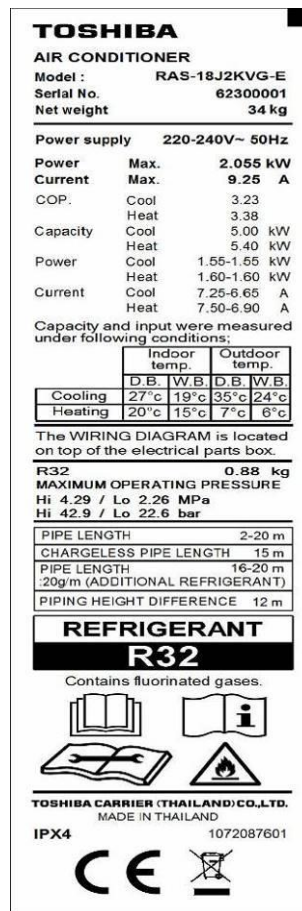 TOSHIBA
AIR CONDITIONER
Model : RAS-18J2KVG-E
Serial No. 62300001
Net weight 34 kg
Power supply 220-240V~ 50Hz
Power Max. 2.055 kW
Current Max. 9.25 A
COP. Cool 3.23
Heat 3.38
Capacity Cool 5.00 kW
Heat 5.40 kW
Power Cool 1.55-1.55 kW
Heat 1.60-1.60 kW
Current Cool 7.25-6.65 A
Heat 7.50-6.90 A
Capacity and input were measured
under following conditions;
Indoor temp. Outdoor temp.
D.B. W.B. D.B. W.B.
Cooling 27°c 19°c 35°c 24°c
Heating 20°c 15°c 7°c 6°c
The WIRING DIAGRAM is located
on top of the electrical parts box.
R32 0.88 kg
MAXIMUM OPERATING PRESSURE
Hi 4.29 / Lo 2.26 MPa
Hi 42.9 / Lo 22.6 bar
PIPE LENGTH 2-20 m
CHARGELESS PIPE LENGTH 15 m
PIPE LENGTH 16-20 m
:20g/m (ADDITIONAL REFRIGERANT)
PIPING HEIGHT DIFFERENCE 12 m
REFRIGERANT
R32
Contains fluorinated gases.
i
TOSHIBA CARRIER (THAILAND) CO.,LTD.
MADE IN THAILAND
IPX4 1072087601
CE